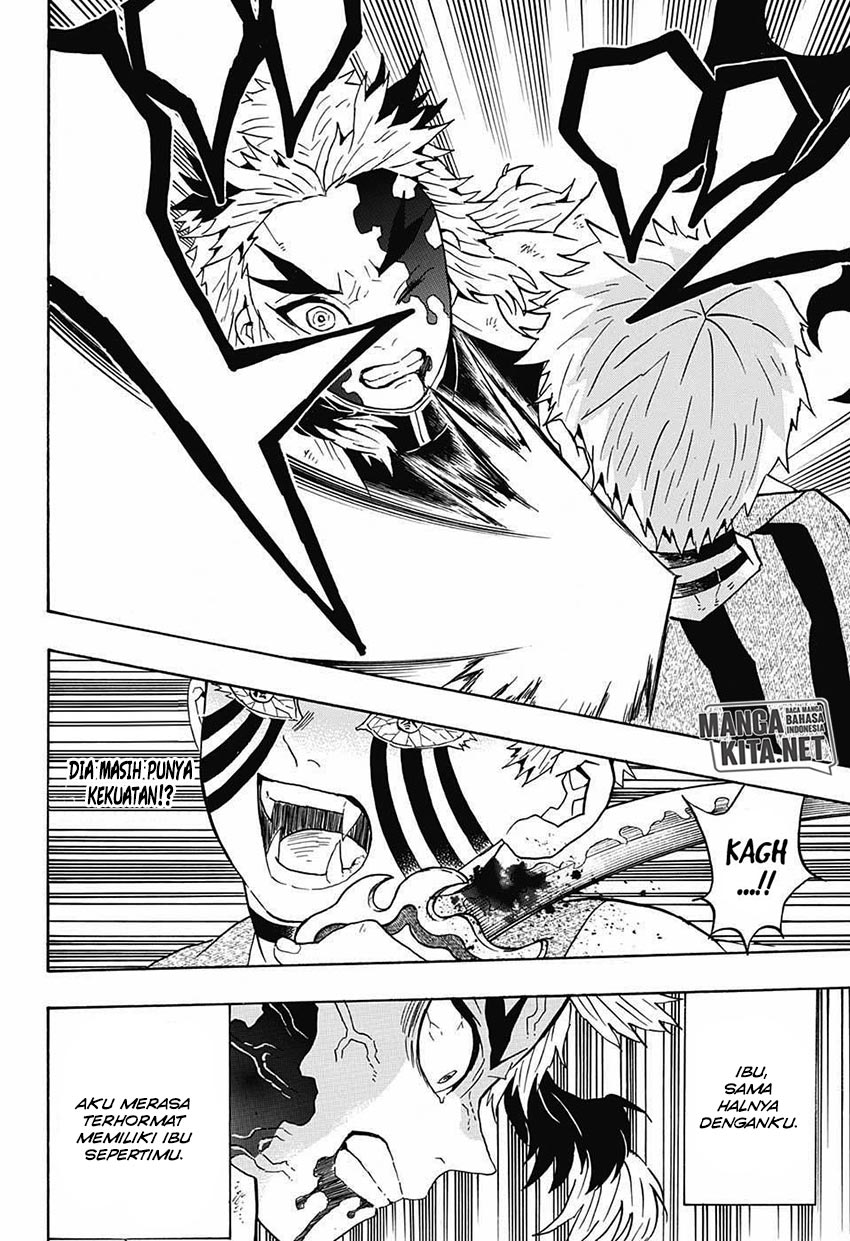 MANGA
KITA.NET
BACA MANGA
BAHASA
INDONESIA
DIA MASIH PUNYA
KEKUATAN!?
KAGH
....!!
IBU,
SAMA
HALNYA
DENGANKU.
AKU MERASA
TERHORMAT
MEMILIKI IBU
SEPERTIMU.